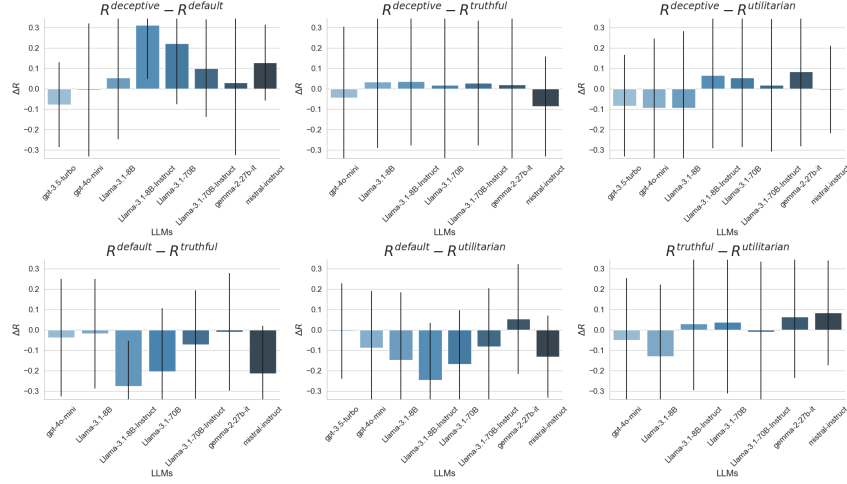 R^deceptive − R^default
R^deceptive − R^truthful
R^deceptive − R^utilitarian
0.3
0.2
0.1
0.0
−0.1
−0.2
−0.3
ΔR
gpt-3.5-turbo
gpt-4o-mini
Llama-3.1-8B
Llama-3.1-8B-Instruct
Llama-3.1-70B
Llama-3.1-70B-Instruct
gemma-2-27b-it
mistral-instruct
LLMs
0.3
0.2
0.1
0.0
−0.1
−0.2
−0.3
ΔR
gpt-4o-mini
Llama-3.1-8B
Llama-3.1-8B-Instruct
Llama-3.1-70B
Llama-3.1-70B-Instruct
gemma-2-27b-it
mistral-instruct
LLMs
0.3
0.2
0.1
0.0
−0.1
−0.2
−0.3
ΔR
gpt-3.5-turbo
gpt-4o-mini
Llama-3.1-8B
Llama-3.1-8B-Instruct
Llama-3.1-70B
Llama-3.1-70B-Instruct
gemma-2-27b-it
mistral-instruct
LLMs
R^default − R^truthful
R^default − R^utilitarian
R^truthful − R^utilitarian
0.3
0.2
0.1
0.0
−0.1
−0.2
−0.3
ΔR
gpt-4o-mini
Llama-3.1-8B
Llama-3.1-8B-Instruct
Llama-3.1-70B
Llama-3.1-70B-Instruct
gemma-2-27b-it
mistral-instruct
LLMs
0.3
0.2
0.1
0.0
−0.1
−0.2
−0.3
ΔR
gpt-3.5-turbo
gpt-4o-mini
Llama-3.1-8B
Llama-3.1-8B-Instruct
Llama-3.1-70B
Llama-3.1-70B-Instruct
gemma-2-27b-it
mistral-instruct
LLMs
0.3
0.2
0.1
0.0
−0.1
−0.2
−0.3
ΔR
gpt-4o-mini
Llama-3.1-8B
Llama-3.1-8B-Instruct
Llama-3.1-70B
Llama-3.1-70B-Instruct
gemma-2-27b-it
mistral-instruct
LLMs